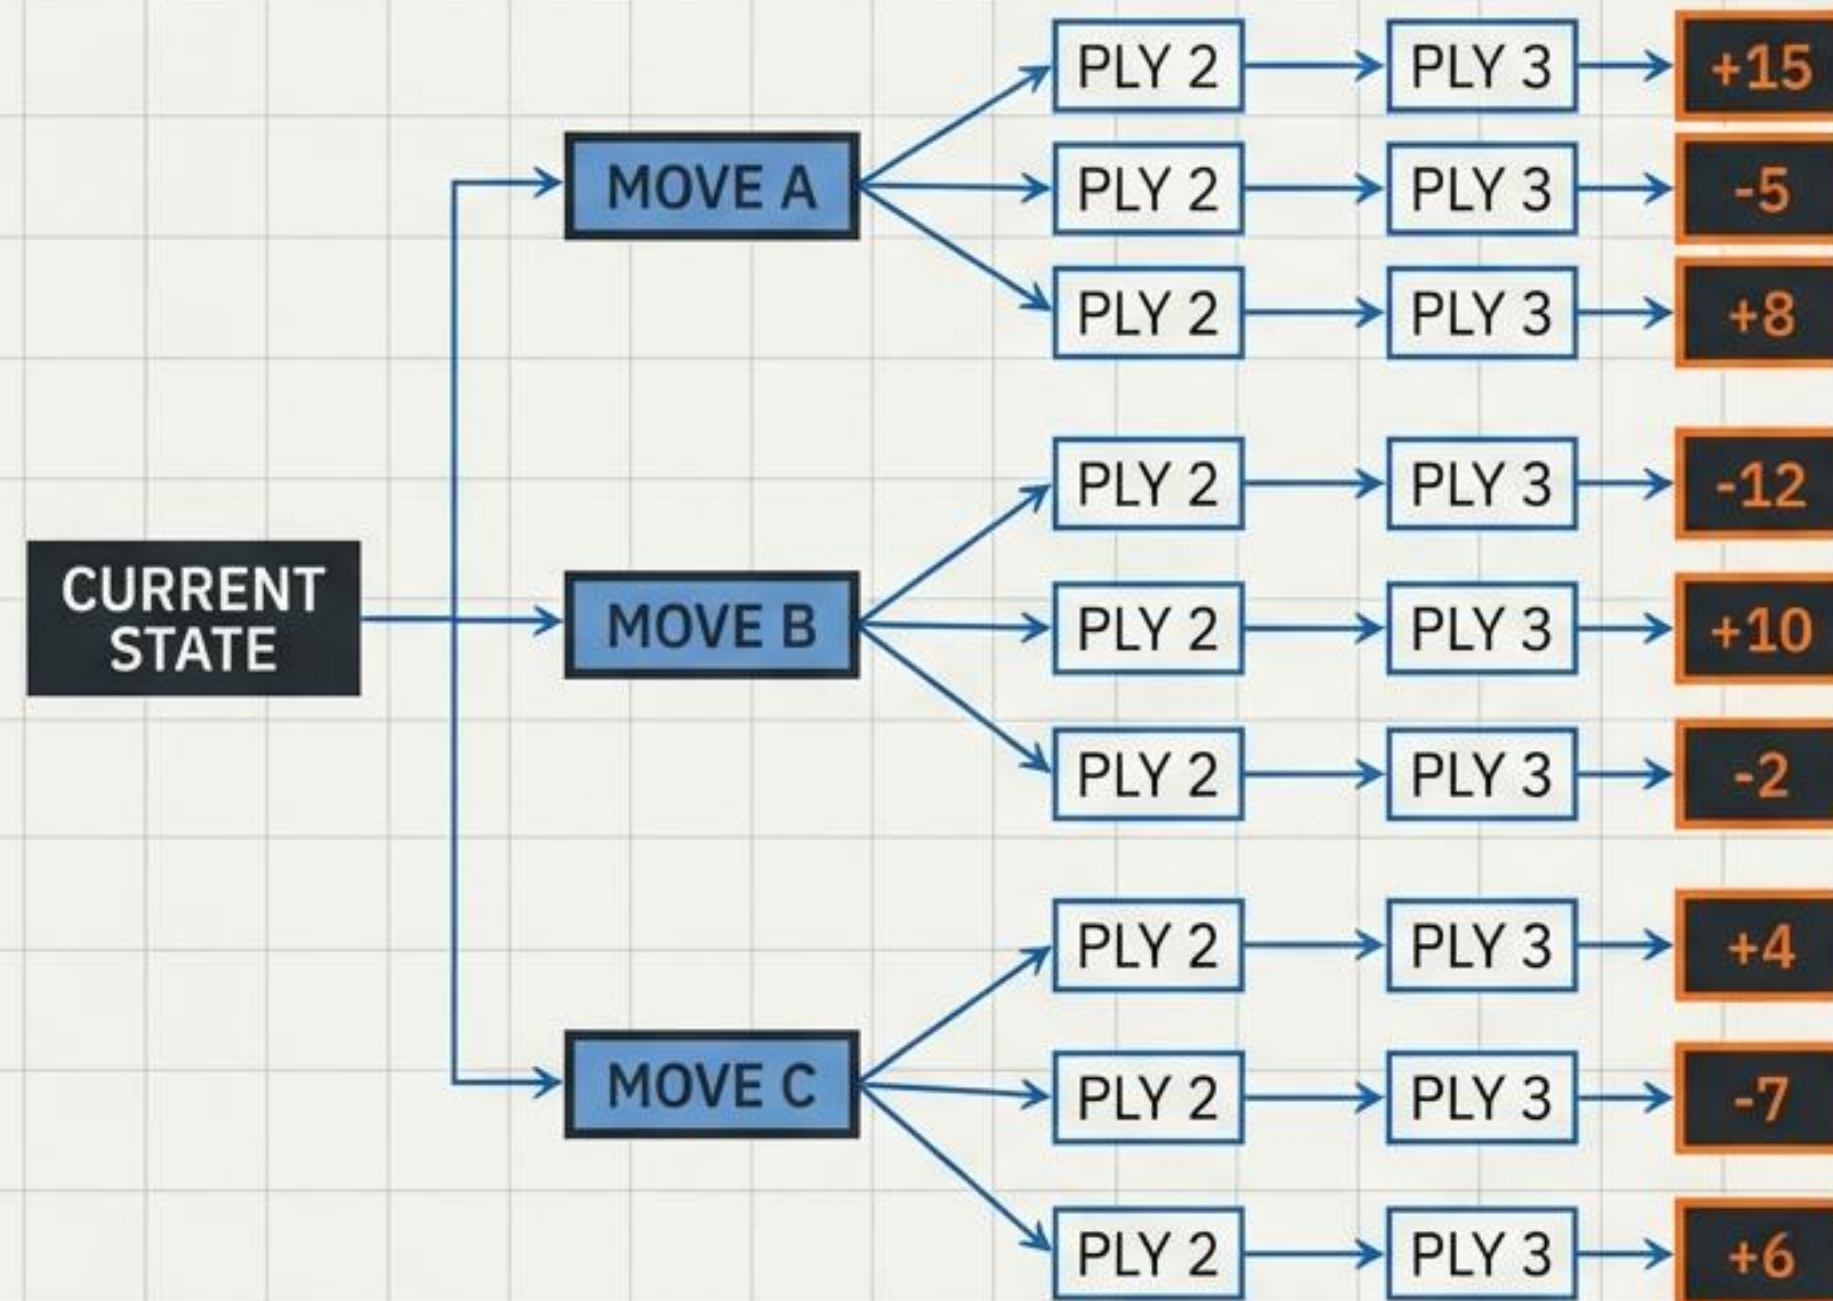 PLY 2 PLY 3 +15
MOVE A PLY 2 PLY 3 -5
PLY 2 PLY 3 +8
PLY 2 PLY 3 -12
CURRENT
STATE
MOVE B PLY 2 PLY 3 +10
PLY 2 PLY 3 -2
PLY 2 PLY 3 +4
MOVE C PLY 2 PLY 3 -7
PLY 2 PLY 3 +6